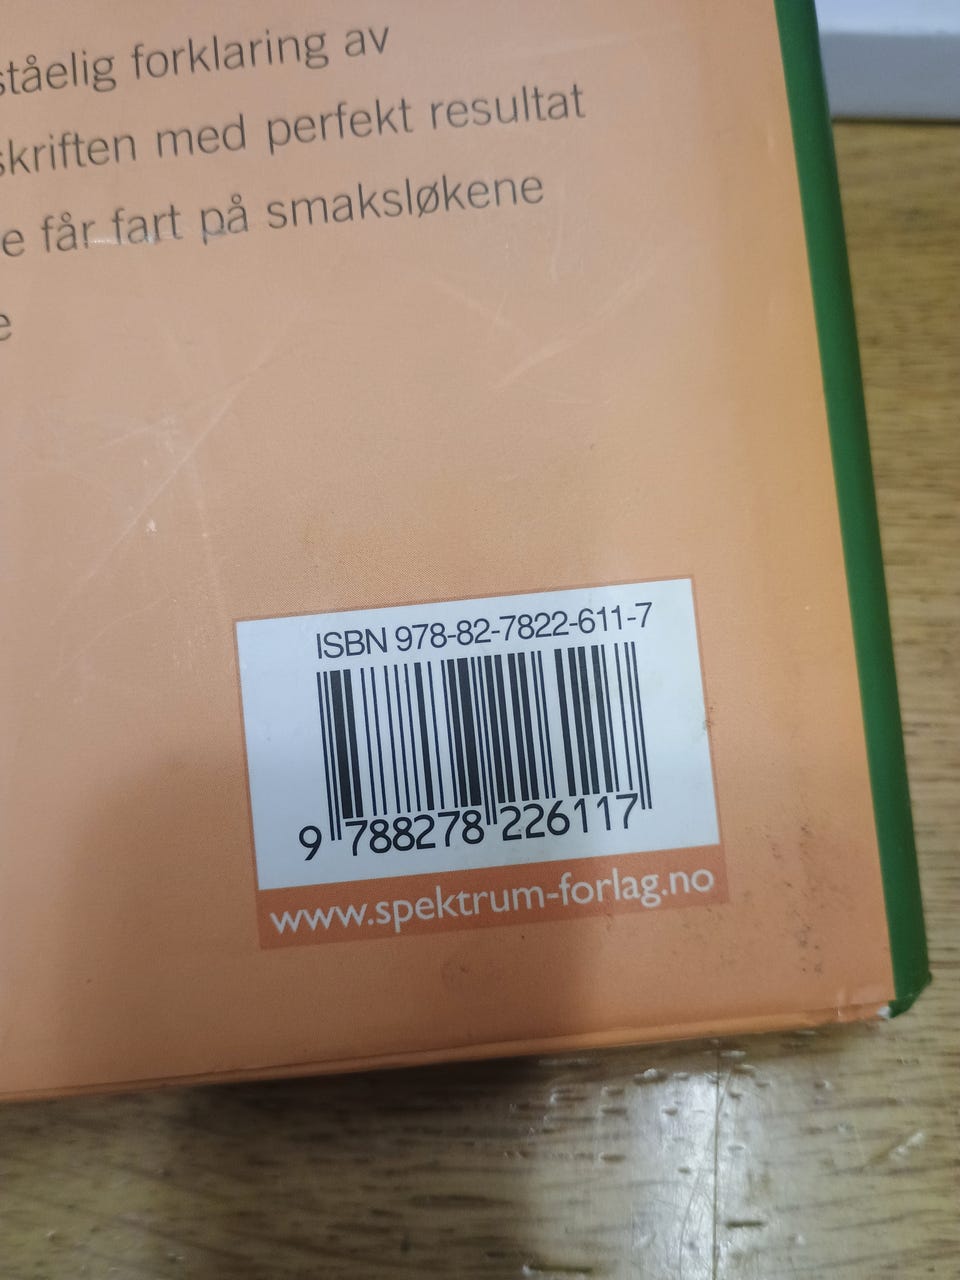 ståelig forklaring av
skriften med perfekt resultat
e får fart på smaksløkene
e
ISBN 978-82-7822-611-7
9 788278 226117
www.spektrum-forlag.no